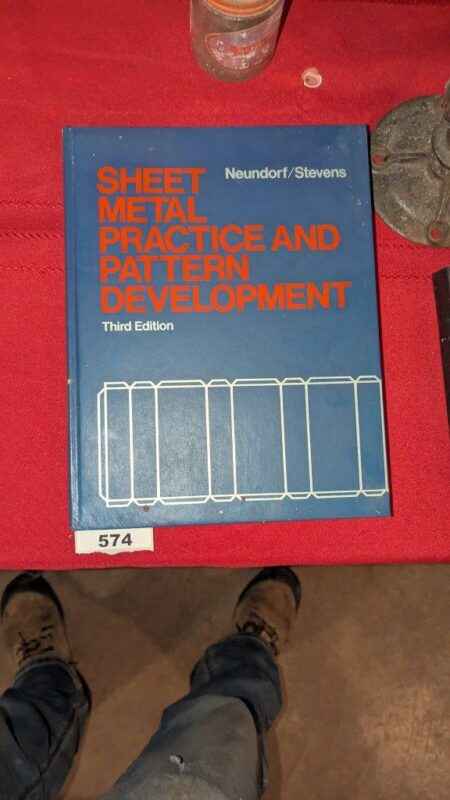 Neundorf/Stevens
SHEET
METAL
PRACTICE AND
PATTERN
DEVELOPMENT
Third Edition
574